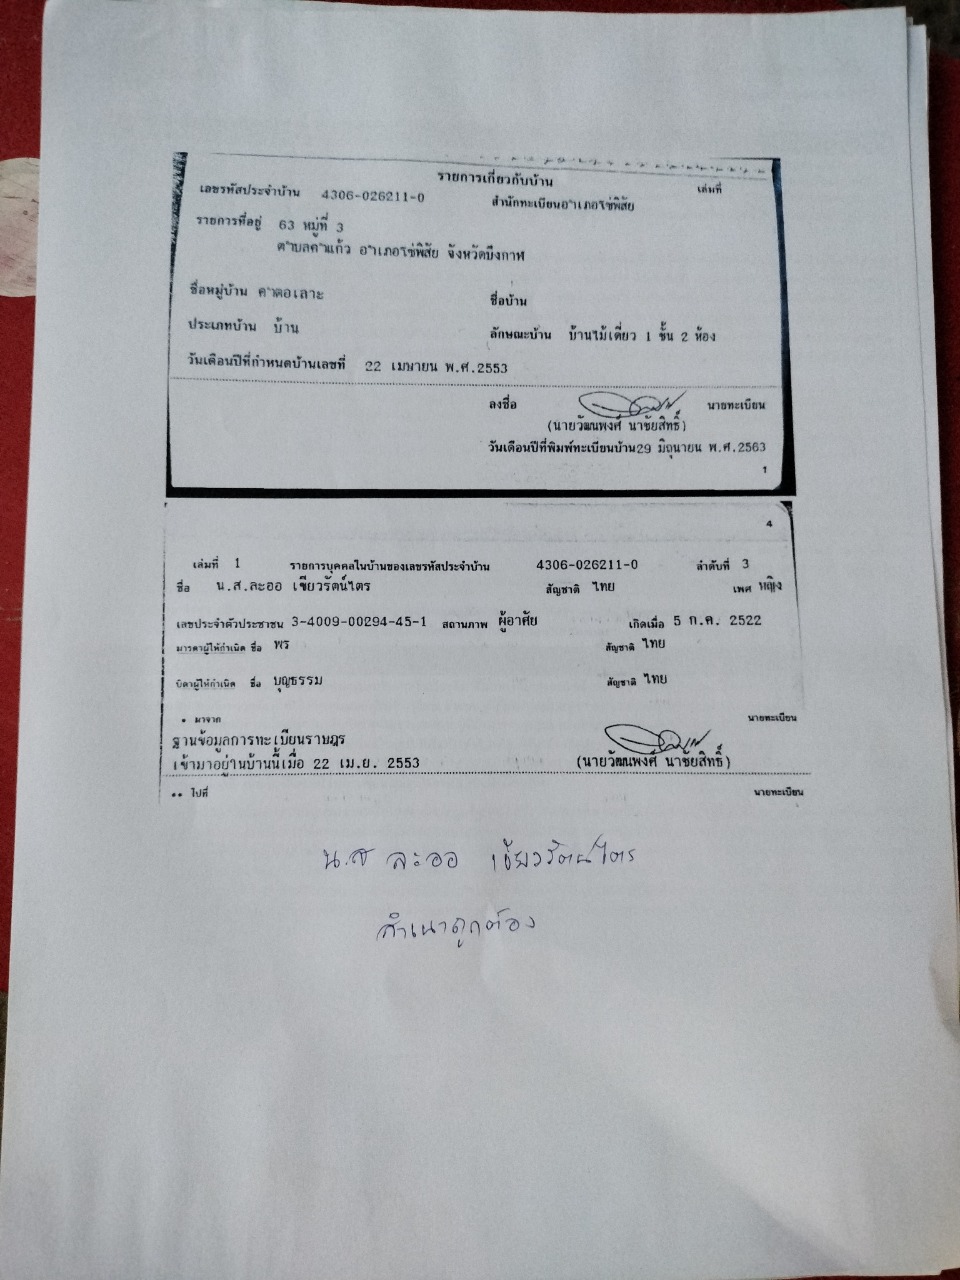 รายการเกี่ยวกับบ้าน
เล่มที่
เลขรหัสประจำบ้าน 4306-026211-0
สำนักทะเบียนอำเภอโซ่พิสัย
รายการที่อยู่ 63 หมู่ที่ 3
ตำบลคำแก้ว อำเภอโซ่พิสัย จังหวัดบึงกาฬ
ชื่อหมู่บ้าน คำตอเลาะ
ชื่อบ้าน
ประเภทบ้าน บ้าน
ลักษณะบ้าน บ้านไม้เดี่ยว 1 ชั้น 2 ห้อง
วันเดือนปีที่กำหนดบ้านเลขที่ 22 เมษายน พ.ศ.2553
ลงชื่อ นายทะเบียน
(นายวัฒนพงศ์ นาชัยสิทธิ์)
วันเดือนปีที่พิมพ์ทะเบียนบ้าน29 มิถุนายน พ.ศ.2563
1
4
เล่มที่ 1 รายการบุคคลในบ้านของเลขรหัสประจำบ้าน 4306-026211-0 ลำดับที่ 3
ชื่อ น.ส.ละออ เขียวรัตน์ไตร สัญชาติ ไทย เพศ หญิง
เลขประจำตัวประชาชน 3-4009-00294-45-1 สถานภาพ ผู้อาศัย เกิดเมื่อ 5 ก.ค. 2522
มารดาผู้ให้กำเนิด ชื่อ พร สัญชาติ ไทย
บิดาผู้ให้กำเนิด ชื่อ บุญธรรม สัญชาติ ไทย
* มาจาก นายทะเบียน
ฐานข้อมูลการทะเบียนราษฎร
เข้ามาอยู่ในบ้านนี้เมื่อ 22 เม.ย. 2553 (นายวัฒนพงศ์ นาชัยสิทธิ์)
** ไปที่ นายทะเบียน
น.ส ละออ เขียวรัตน์ไตร
สำเนาถูกต้อง